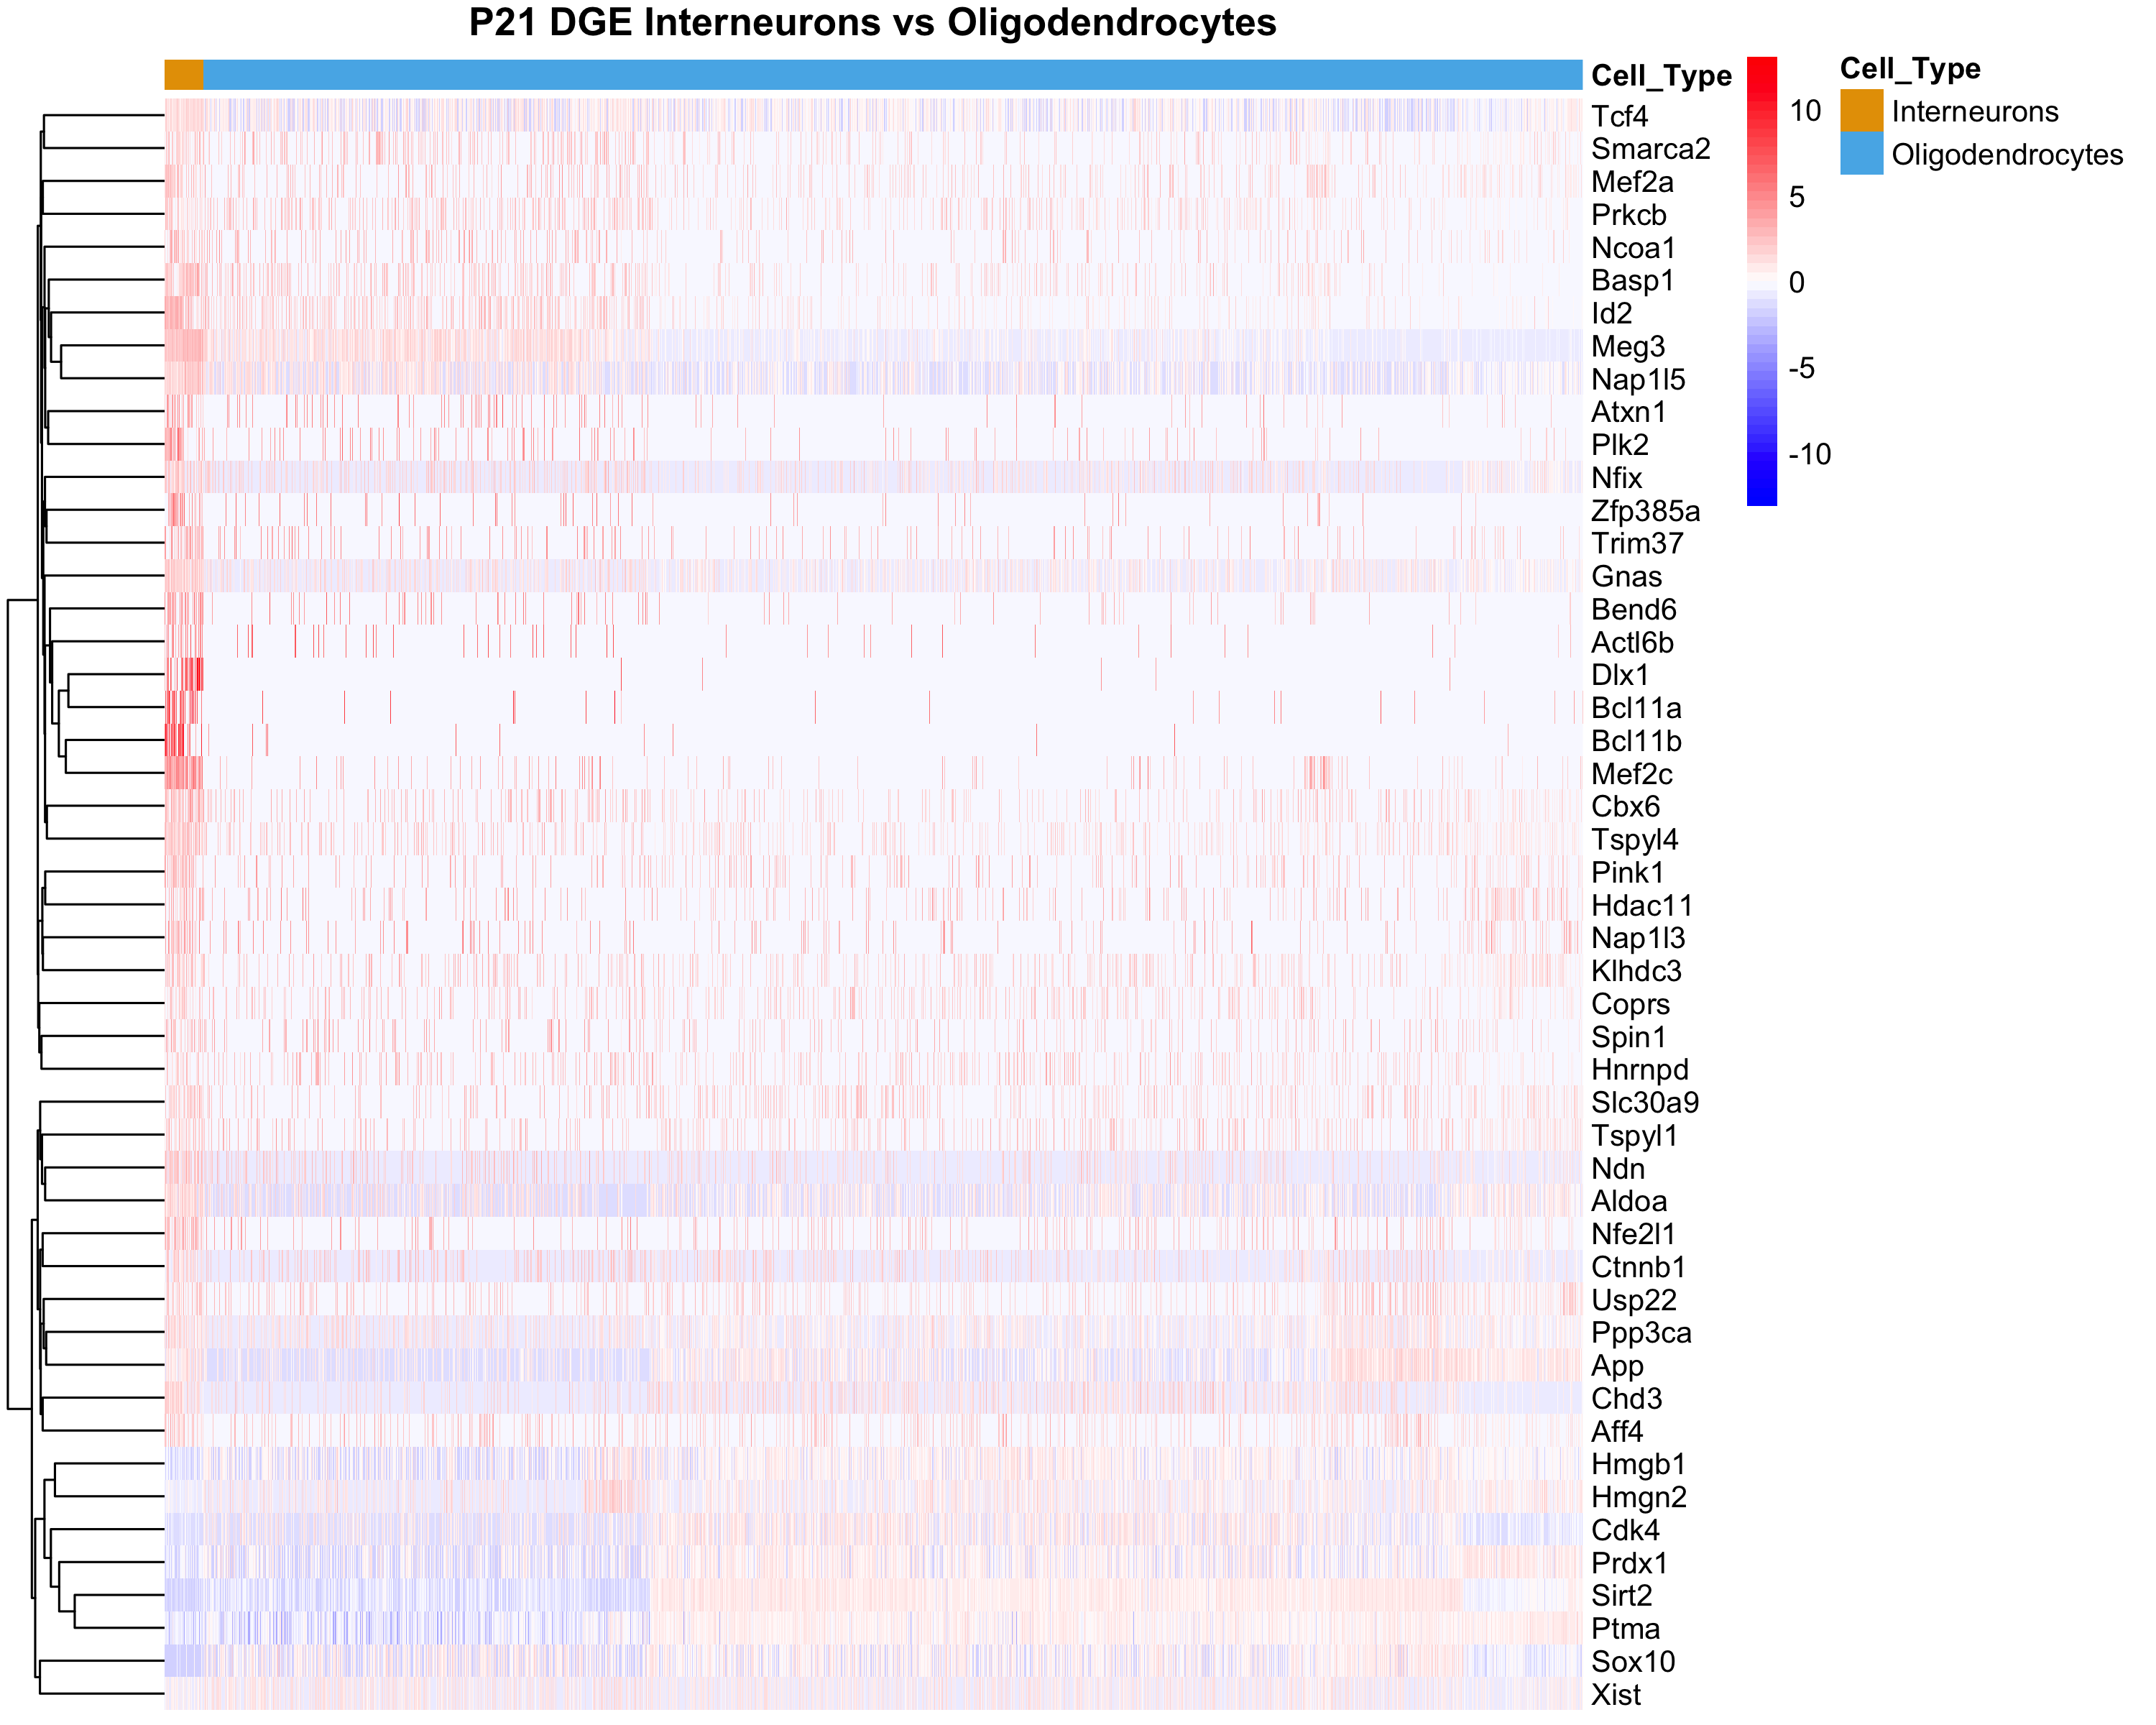 P21 DGE Interneurons vs Oligodendrocytes
Cell_Type
Tcf4
Smarca2
Mef2a
Prkcb
Ncoa1
Basp1
Id2
Meg3
Nap1l5
Atxn1
Plk2
Nfix
Zfp385a
Trim37
Gnas
Bend6
Actl6b
Dlx1
Bcl11a
Bcl11b
Mef2c
Cbx6
Tspyl4
Pink1
Hdac11
Nap1l3
Klhdc3
Coprs
Spin1
Hnrnpd
Slc30a9
Tspyl1
Ndn
Aldoa
Nfe2l1
Ctnnb1
Usp22
Ppp3ca
App
Chd3
Aff4
Hmgb1
Hmgn2
Cdk4
Prdx1
Sirt2
Ptma
Sox10
Xist
10
5
0
-5
-10
Cell_Type
Interneurons
Oligodendrocytes